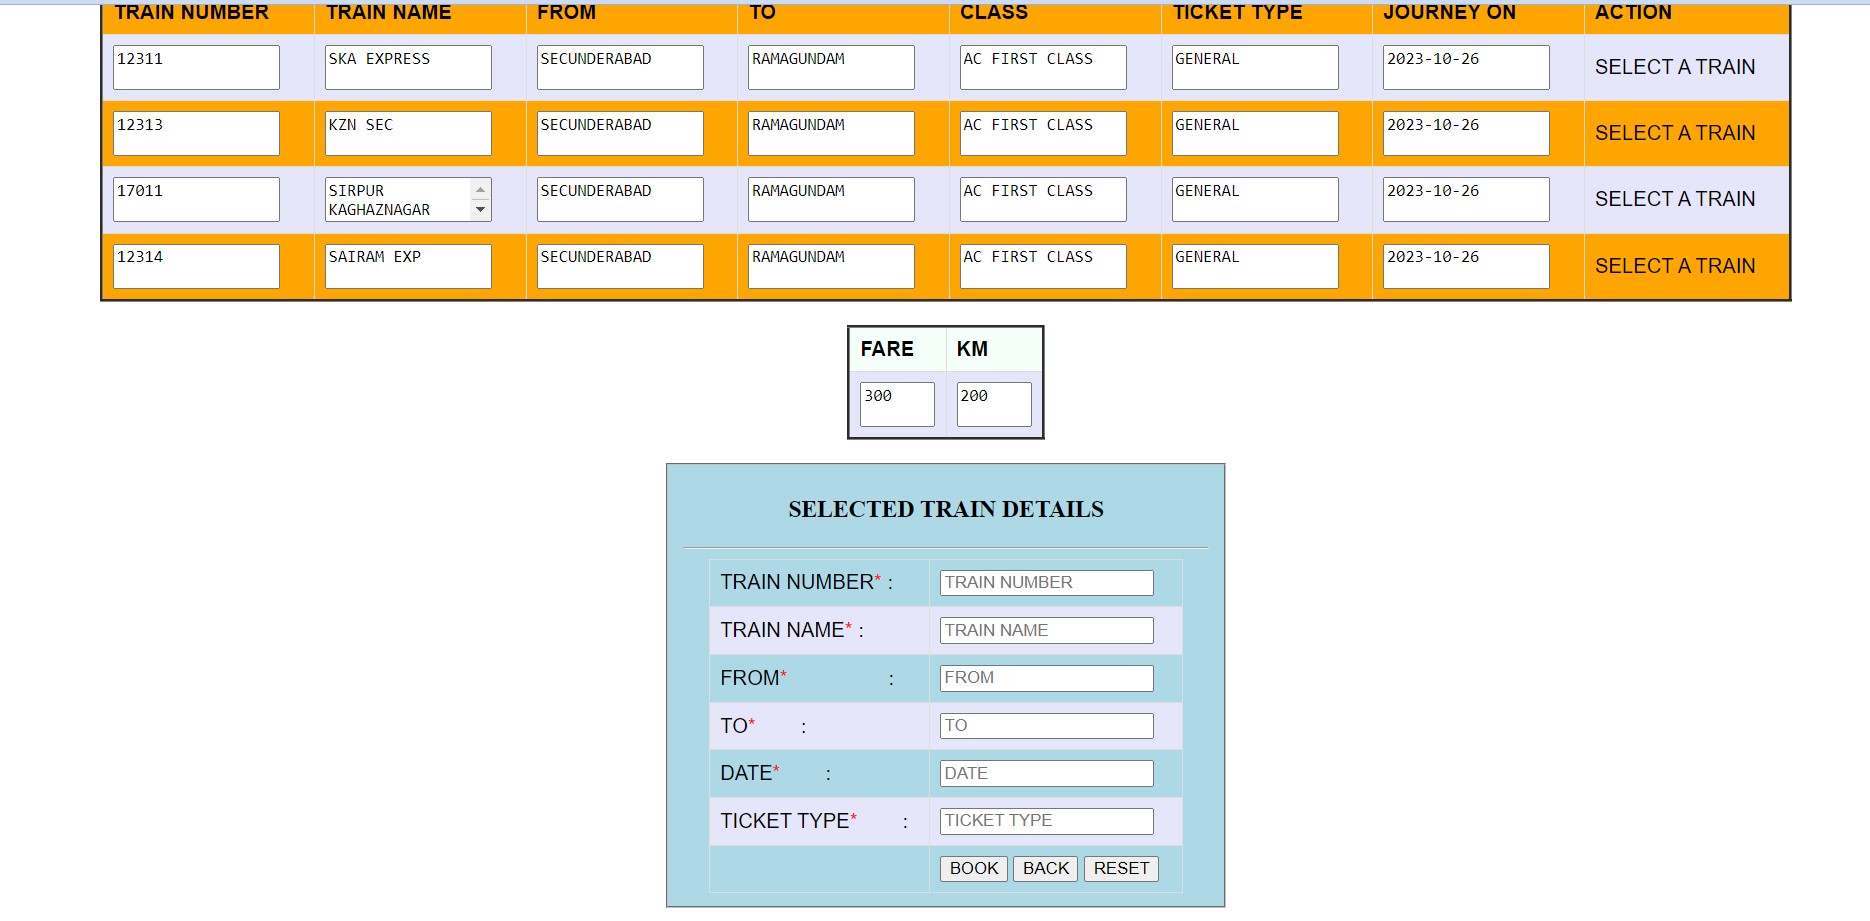 TRAIN NUMBER TRAIN NAME FROM TO CLASS TICKET TYPE JOURNEY ON ACTION
12311 SKA EXPRESS SECUNDERABAD RAMAGUNDAM AC FIRST CLASS GENERAL 2023-10-26 SELECT A TRAIN
12313 KZN SEC SECUNDERABAD RAMAGUNDAM AC FIRST CLASS GENERAL 2023-10-26 SELECT A TRAIN
17011 SIRPUR KAGHAZNAGAR SECUNDERABAD RAMAGUNDAM AC FIRST CLASS GENERAL 2023-10-26 SELECT A TRAIN
12314 SAIRAM EXP SECUNDERABAD RAMAGUNDAM AC FIRST CLASS GENERAL 2023-10-26 SELECT A TRAIN
FARE KM
300 200
SELECTED TRAIN DETAILS
TRAIN NUMBER* : TRAIN NUMBER
TRAIN NAME* : TRAIN NAME
FROM* : FROM
TO* : TO
DATE* : DATE
TICKET TYPE* : TICKET TYPE
BOOK BACK RESET